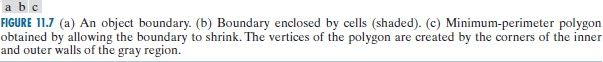 a b c
FIGURE 11.7 (a) An object boundary. (b) Boundary enclosed by cells (shaded). (c) Minimum-perimeter polygon
obtained by allowing the boundary to shrink. The vertices of the polygon are created by the corners of the inner
and outer walls of the gray region.